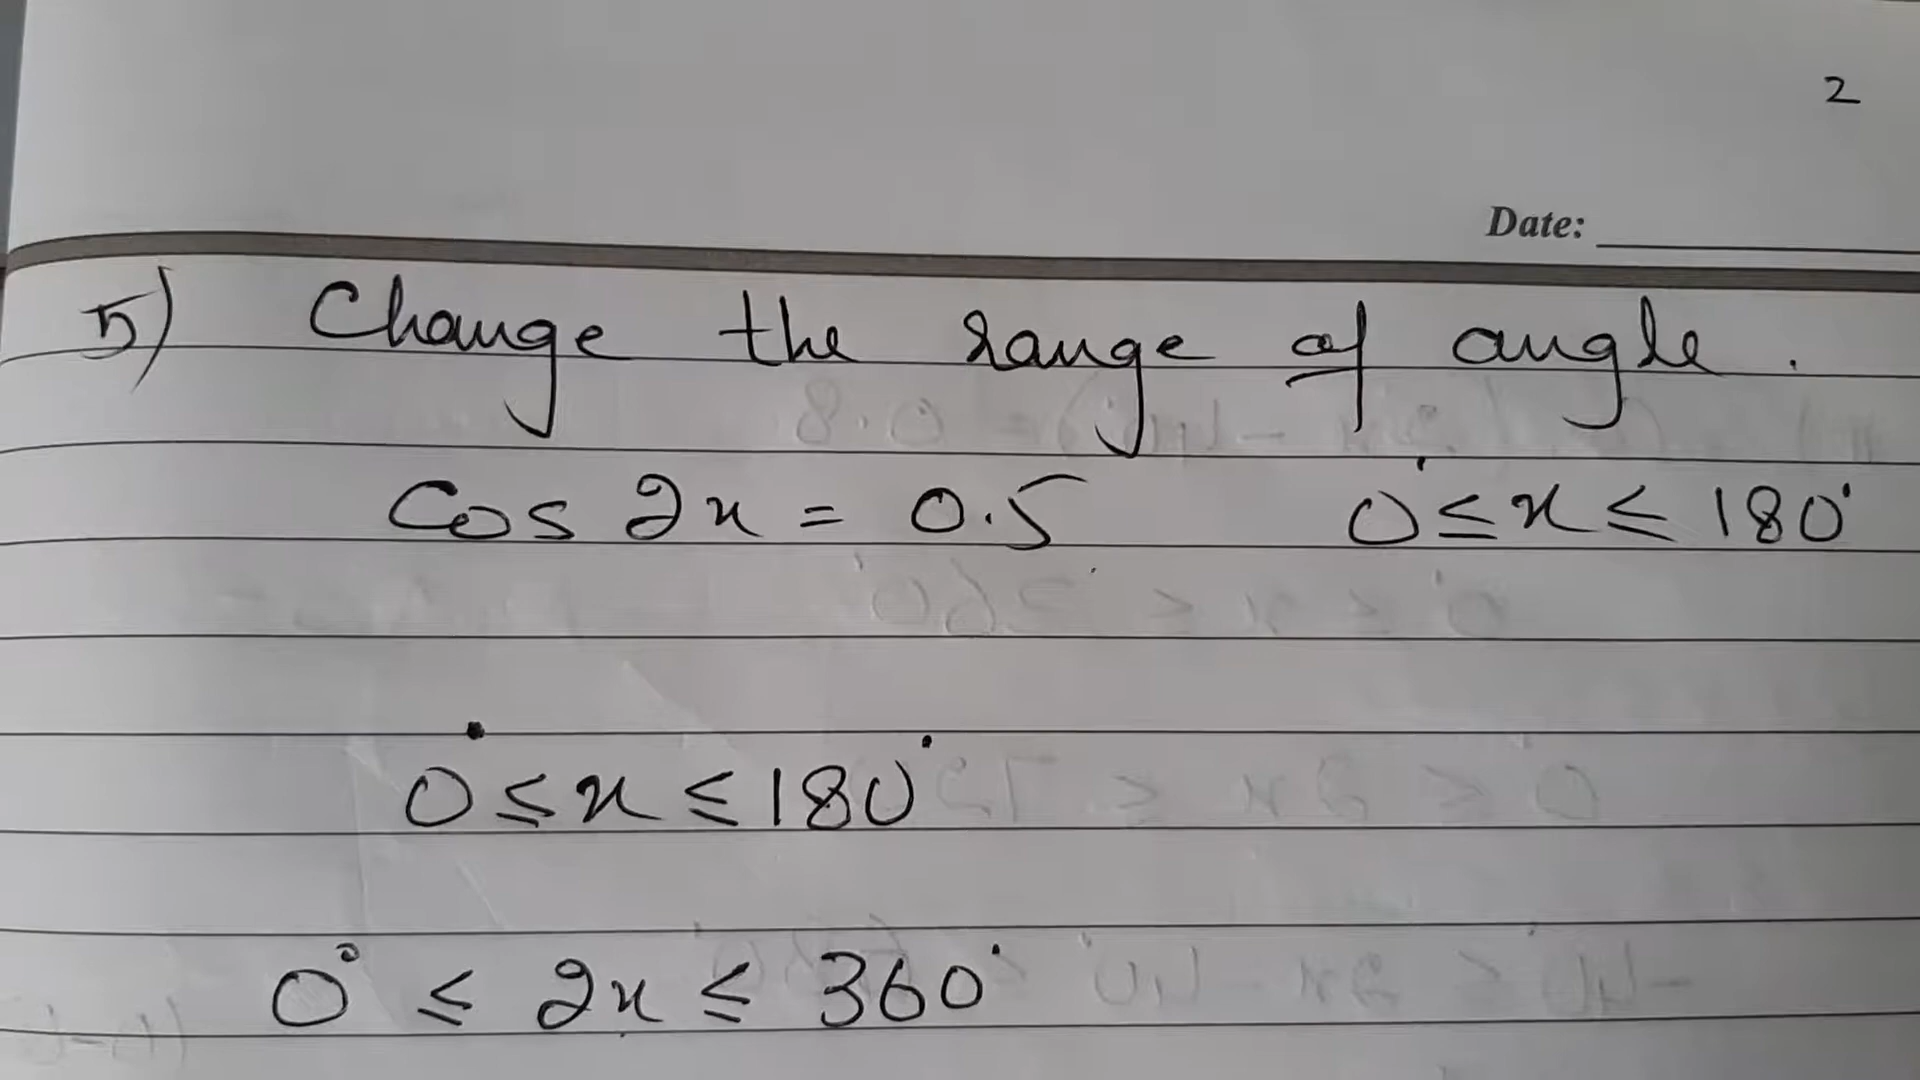 2
Date:
5) Change the range of angle.
Cos 2x = 0.5 0° ≤ x ≤ 180°
0° ≤ x ≤ 180°
0° ≤ 2x ≤ 360°